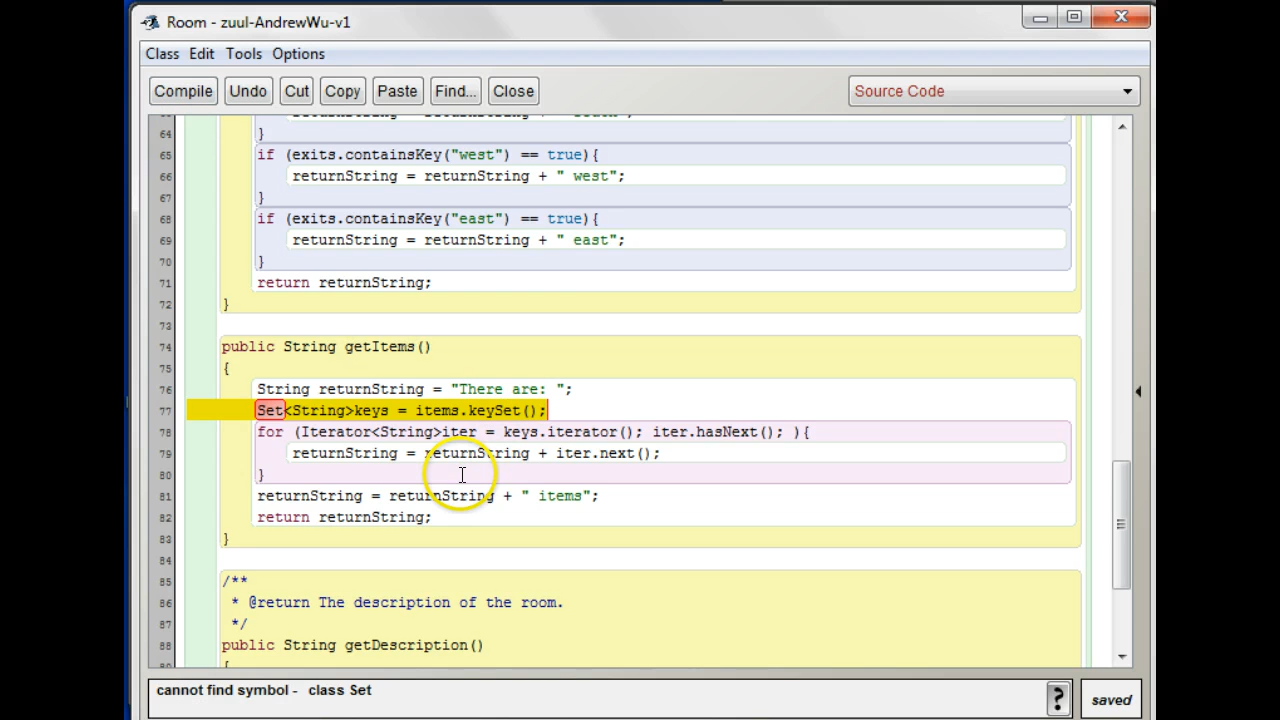 Room - zuul-AndrewWu-v1
Class Edit Tools Options
Compile Undo Cut Copy Paste Find... Close Source Code
64 }
65 if (exits.containsKey("west") == true){
66 returnString = returnString + " west";
67 }
68 if (exits.containsKey("east") == true){
69 returnString = returnString + " east";
70 }
71 return returnString;
72 }
73
74 public String getItems()
75 {
76 String returnString = "There are: ";
77 Set<String>keys = items.keySet();
78 for (Iterator<String>iter = keys.iterator(); iter.hasNext(); ){
79 returnString = returnString + iter.next();
80 }
81 returnString = returnString + " items";
82 return returnString;
83 }
84
85 /**
86 * @return The description of the room.
87 */
88 public String getDescription()
cannot find symbol - class Set
? saved